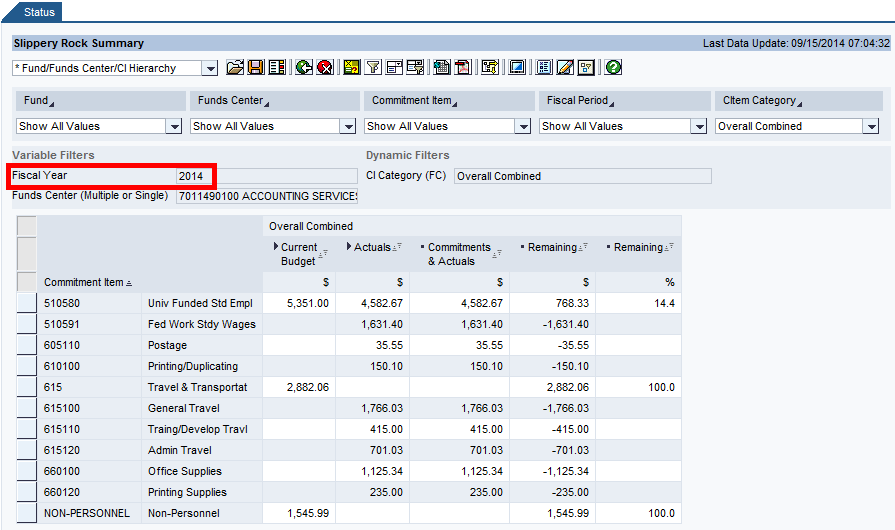 Status
Slippery Rock Summary Last Data Update: 09/15/2014 07:04:32
* Fund/Funds Center/CI Hierarchy
Fund Funds Center Commitment Item Fiscal Period CItem Category
Show All Values Show All Values Show All Values Show All Values Overall Combined
Variable Filters Dynamic Filters
Fiscal Year 2014 CI Category (FC) Overall Combined
Funds Center (Multiple or Single) 7011490100 ACCOUNTING SERVICES
Overall Combined
Current Budget Actuals Commitments & Actuals Remaining Remaining
Commitment Item $ $ $ $ %
510580 Univ Funded Std Empl 5,351.00 4,582.67 4,582.67 768.33 14.4
510591 Fed Work Stdy Wages 1,631.40 1,631.40 -1,631.40
605110 Postage 35.55 35.55 -35.55
610100 Printing/Duplicating 150.10 150.10 -150.10
615 Travel & Transportat 2,882.06 2,882.06 100.0
615100 General Travel 1,766.03 1,766.03 -1,766.03
615110 Traing/Develop Travl 415.00 415.00 -415.00
615120 Admin Travel 701.03 701.03 -701.03
660100 Office Supplies 1,125.34 1,125.34 -1,125.34
660120 Printing Supplies 235.00 235.00 -235.00
NON-PERSONNEL Non-Personnel 1,545.99 1,545.99 100.0